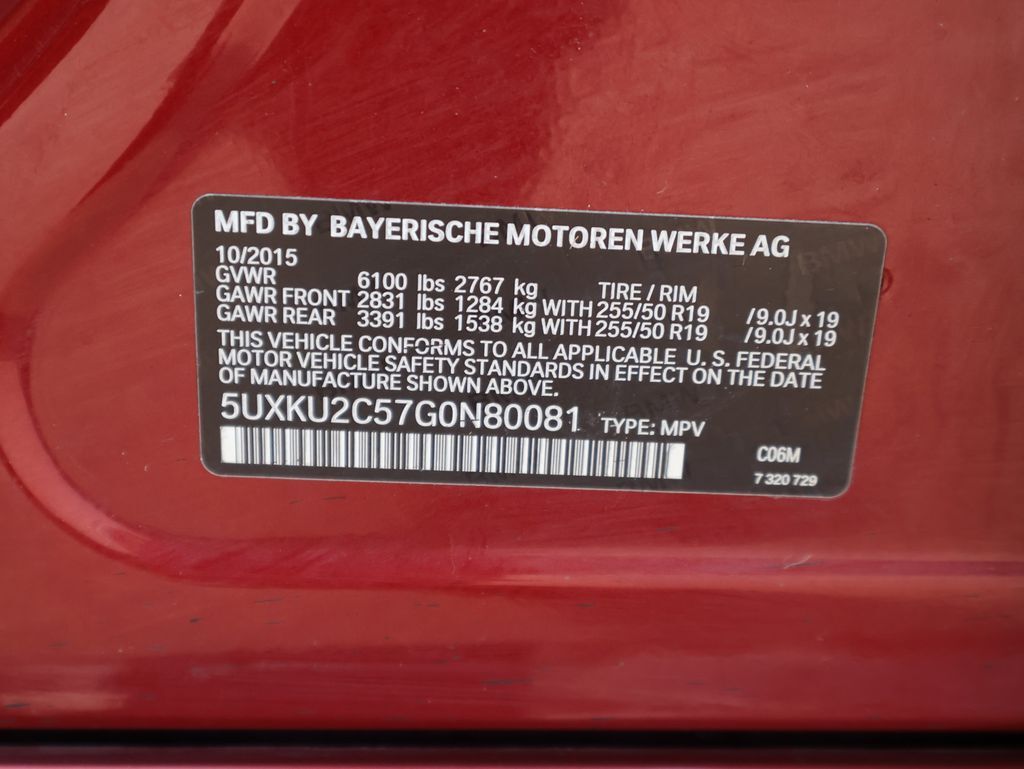 MFD BY BAYERISCHE MOTOREN WERKE AG
10/2015
GVWR 6100 lbs 2767 kg TIRE / RIM
GAWR FRONT 2831 lbs 1284 kg WITH 255/50 R19 /9.0J x 19
GAWR REAR 3391 lbs 1538 kg WITH 255/50 R19 /9.0J x 19
THIS VEHICLE CONFORMS TO ALL APPLICABLE U. S. FEDERAL
MOTOR VEHICLE SAFETY STANDARDS IN EFFECT ON THE DATE
OF MANUFACTURE SHOWN ABOVE.
5UXKU2C57G0N80081 TYPE: MPV
C06M
7 320 729